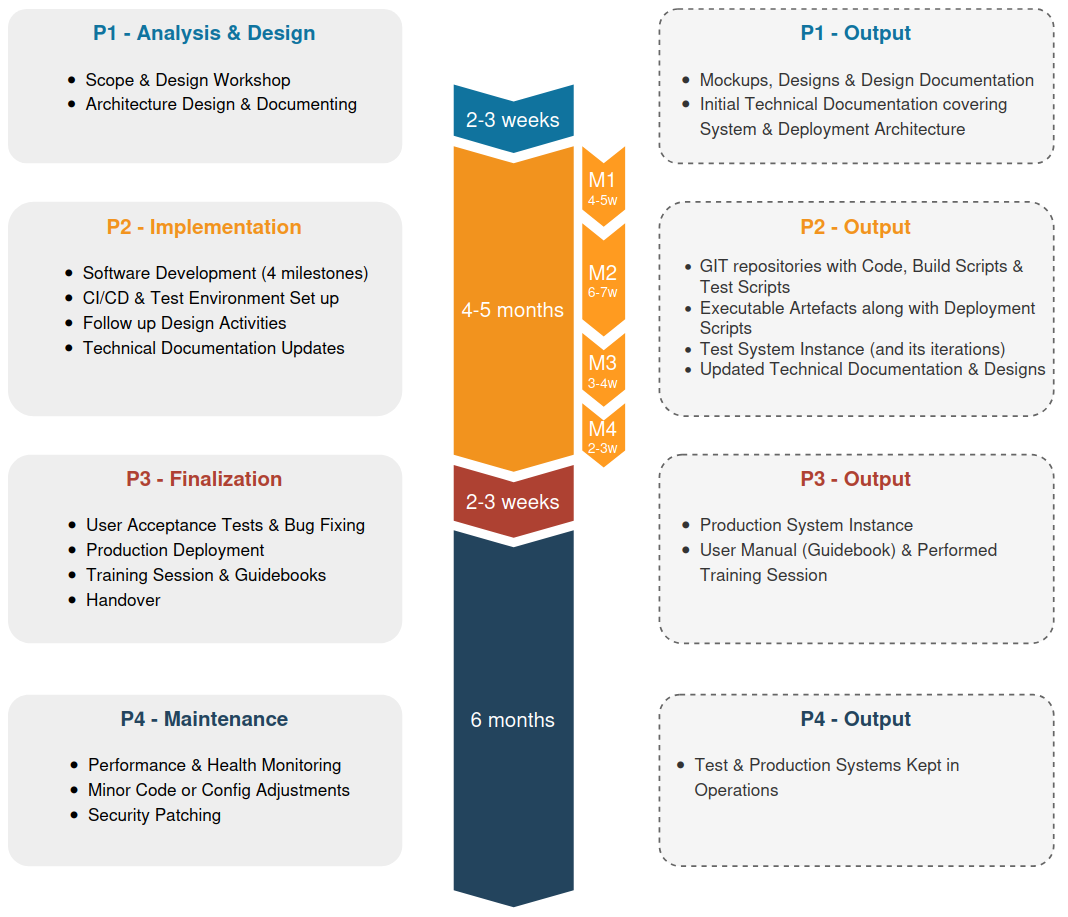 P1 - Analysis & Design
• Scope & Design Workshop
• Architecture Design & Documenting
P1 - Output
• Mockups, Designs & Design Documentation
• Initial Technical Documentation covering
System & Deployment Architecture
2-3 weeks
P2 - Implementation
• Software Development (4 milestones)
• CI/CD & Test Environment Set up
• Follow up Design Activities
• Technical Documentation Updates
4-5 months
M1
4-5w
M2
6-7w
M3
3-4w
M4
2-3w
P2 - Output
• GIT repositories with Code, Build Scripts &
Test Scripts
• Executable Artefacts along with Deployment
Scripts
• Test System Instance (and its iterations)
• Updated Technical Documentation & Designs
P3 - Finalization
• User Acceptance Tests & Bug Fixing
• Production Deployment
• Training Session & Guidebooks
• Handover
2-3 weeks
P3 - Output
• Production System Instance
• User Manual (Guidebook) & Performed
Training Session
P4 - Maintenance
• Performance & Health Monitoring
• Minor Code or Config Adjustments
• Security Patching
6 months
P4 - Output
• Test & Production Systems Kept in
Operations